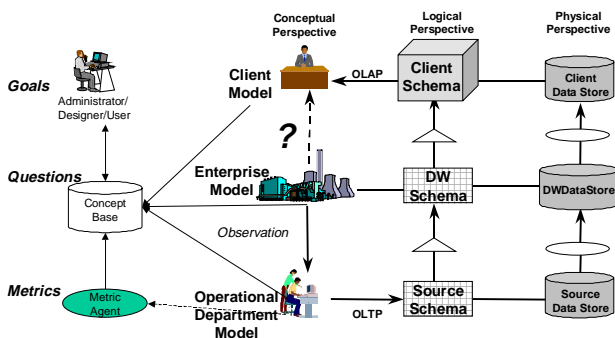 Conceptual
Perspective
Logical
Perspective
Physical
Perspective
Goals
Administrator/
Designer/User
Client
Model
OLAP
Client
Schema
Client
Data Store
?
Questions
Concept
Base
Enterprise
Model
DW
Schema
DWDataStore
Observation
Metrics
Metric
Agent
Operational
Department
Model
OLTP
Source
Schema
Source
Data Store